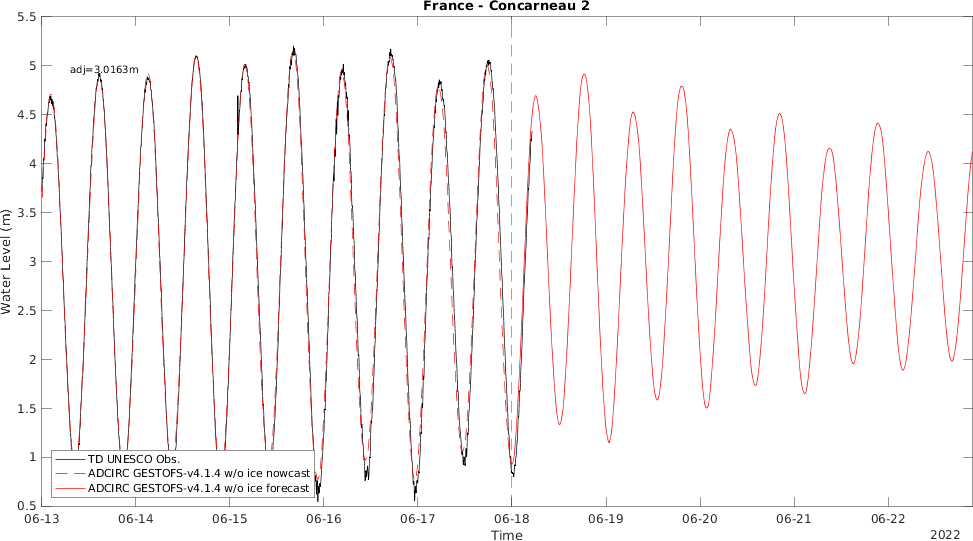 France - Concarneau 2
5.5
5
4.5
4
3.5
3
2.5
2
1.5
1
0.5
Water Level (m)
adj=3.0163m
TD UNESCO Obs.
ADCIRC GESTOFS-v4.1.4 w/o ice nowcast
ADCIRC GESTOFS-v4.1.4 w/o ice forecast
06-13 06-14 06-15 06-16 06-17 06-18 06-19 06-20 06-21 06-22
Time
2022